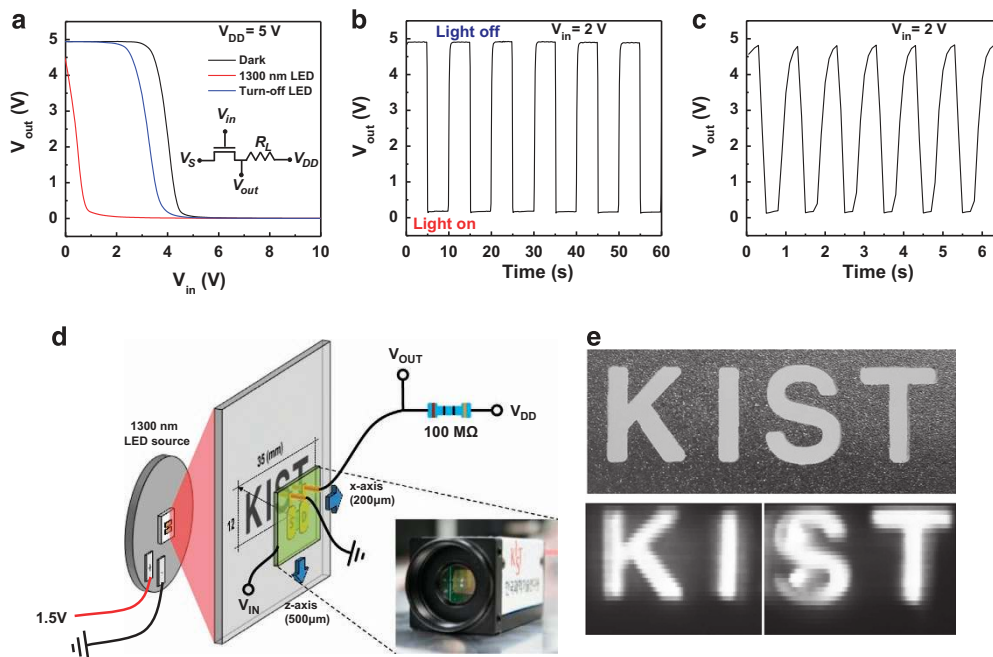 a
V_DD = 5 V
Dark
1300 nm LED
Turn-off LED
V_in
V_S
R_L
V_DD
V_out
V_out (V)
5
4
3
2
1
0
0 2 4 6 8 10
V_in (V)
b
Light off
V_in = 2 V
Light on
V_out (V)
5
4
3
2
1
0
0 10 20 30 40 50 60
Time (s)
c
V_in = 2 V
V_out (V)
5
4
3
2
1
0
0 1 2 3 4 5 6
Time (s)
d
1300 nm
LED source
1.5V
35 (mm)
12
KIST
S D
V_OUT
V_DD
100 MΩ
x-axis
(200μm)
V_IN
z-axis
(500μm)
KIST
e
KIST
KI ST